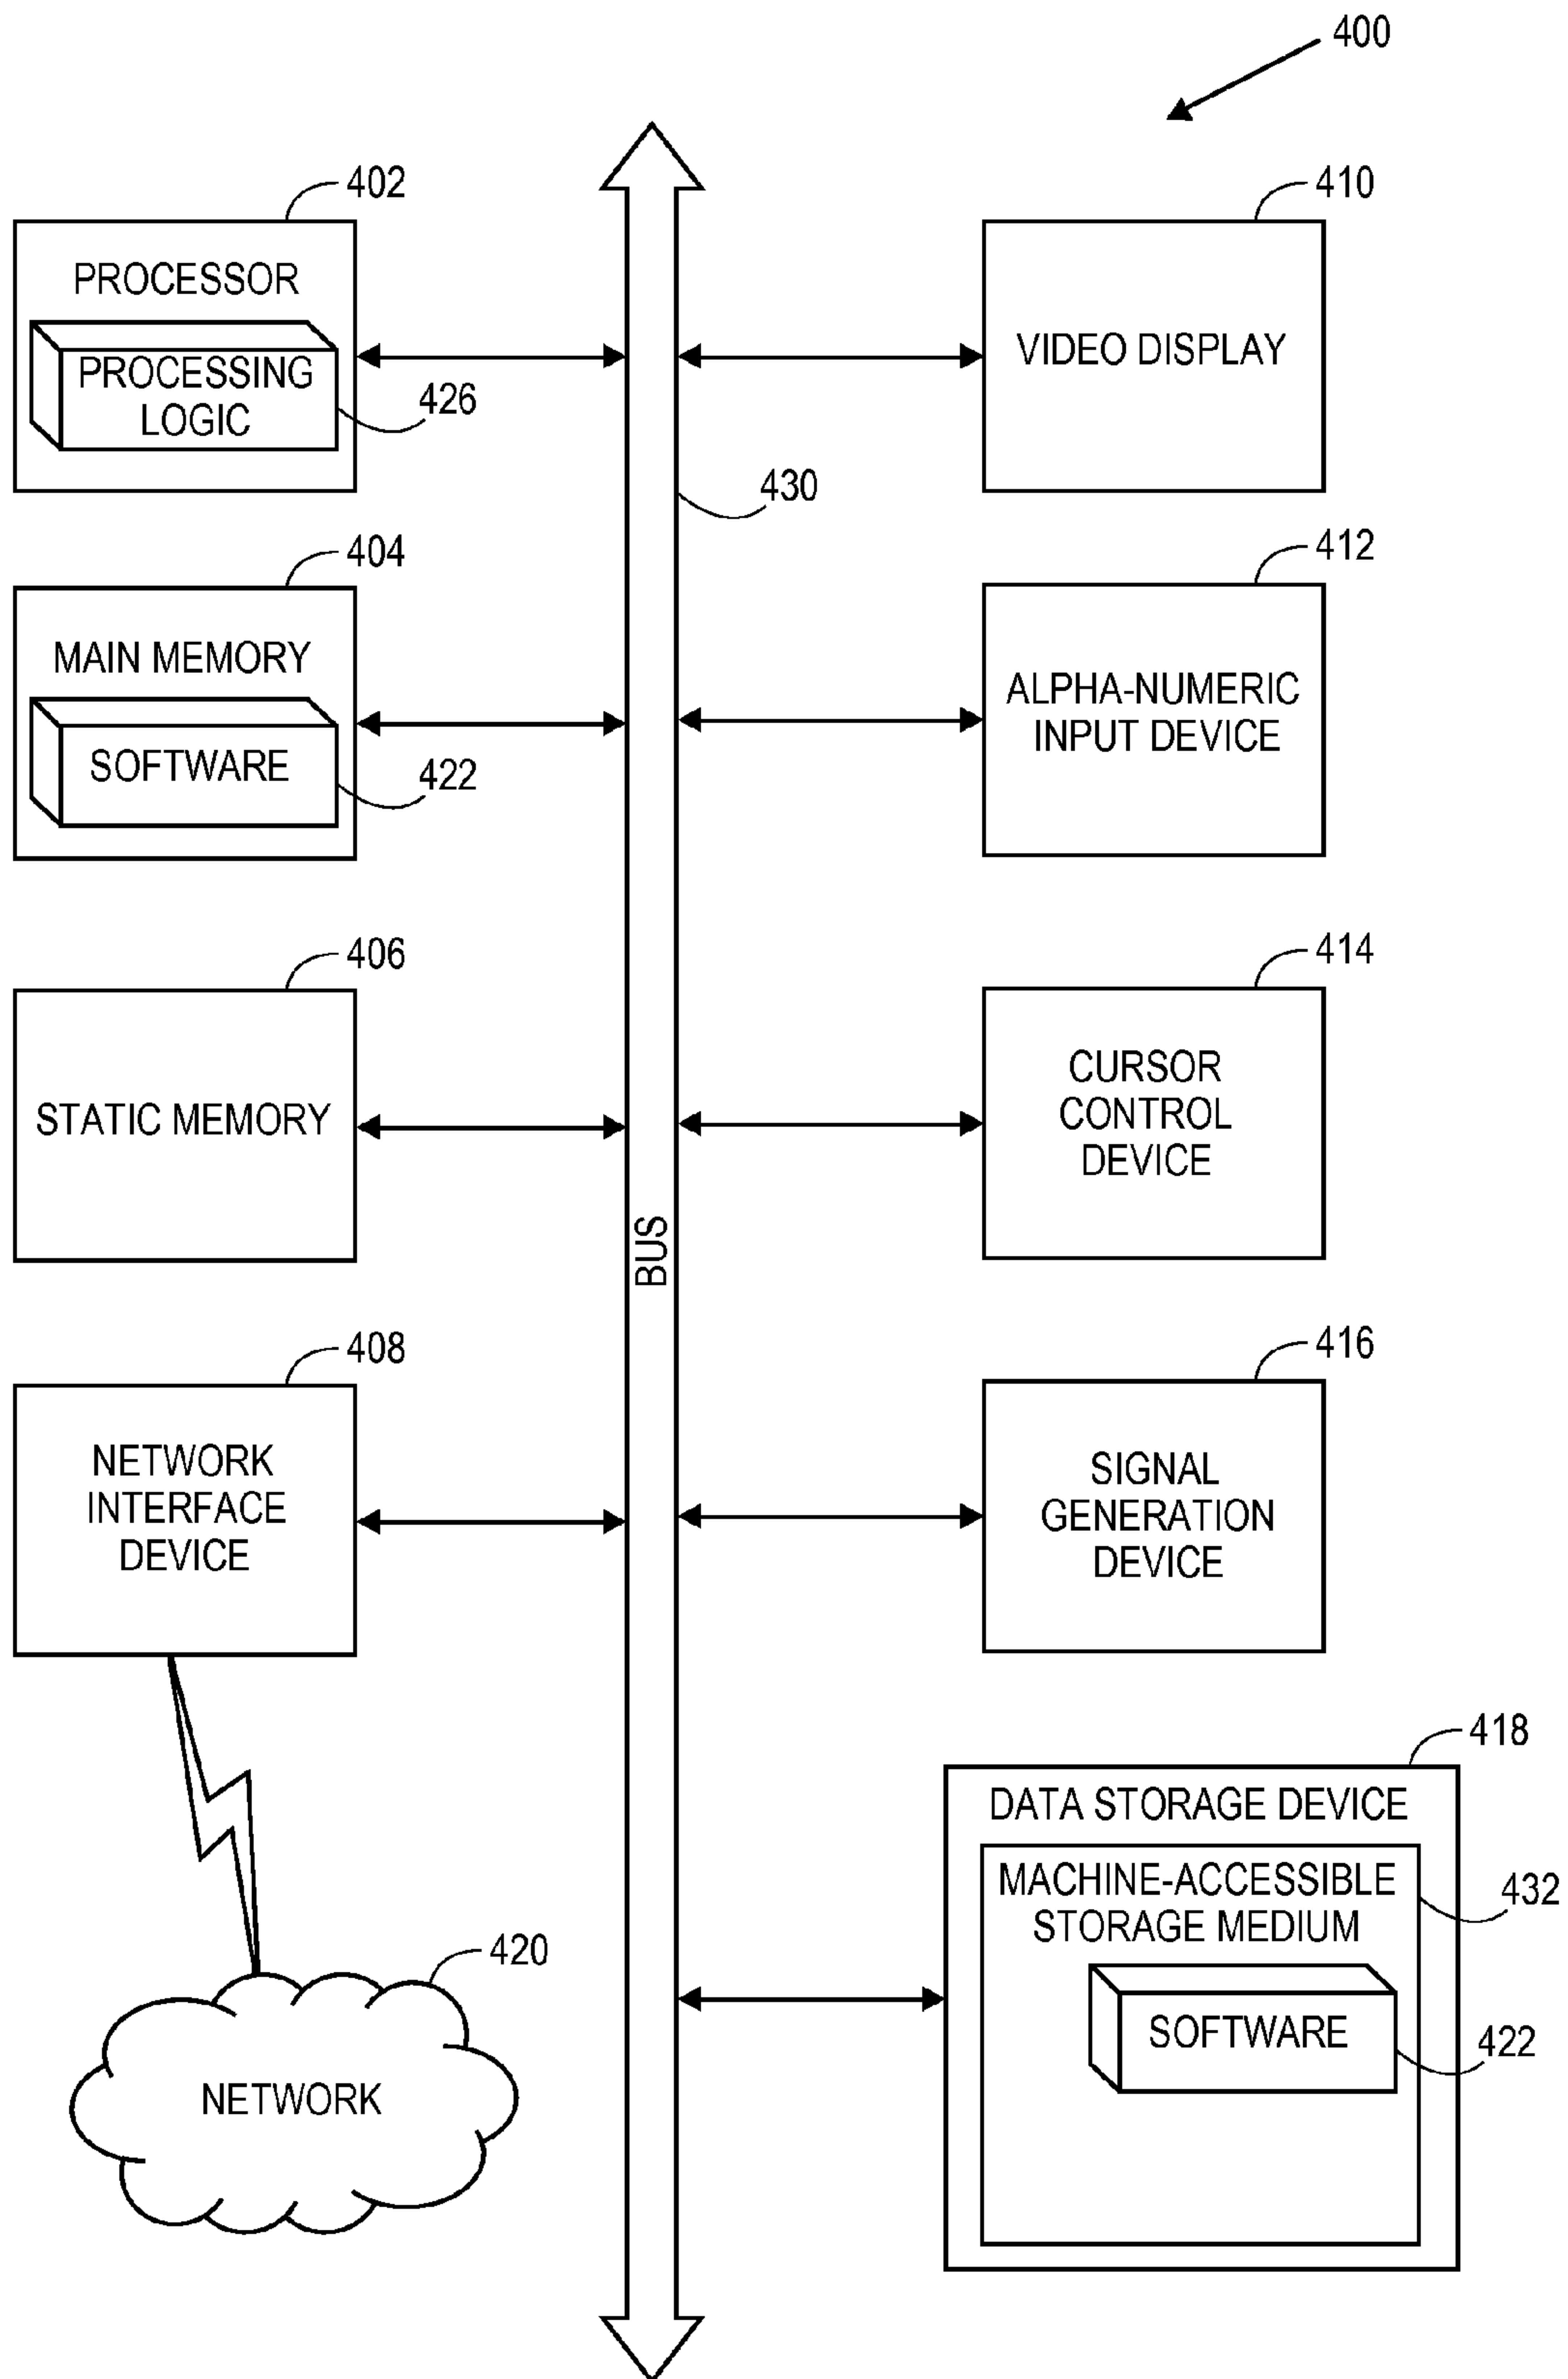 400
402
PROCESSOR
PROCESSING
LOGIC
426
404
MAIN MEMORY
SOFTWARE
422
406
STATIC MEMORY
408
NETWORK
INTERFACE
DEVICE
420
NETWORK
430
BUS
410
VIDEO DISPLAY
412
ALPHA-NUMERIC
INPUT DEVICE
414
CURSOR
CONTROL
DEVICE
416
SIGNAL
GENERATION
DEVICE
418
DATA STORAGE DEVICE
MACHINE-ACCESSIBLE
STORAGE MEDIUM
432
SOFTWARE
422